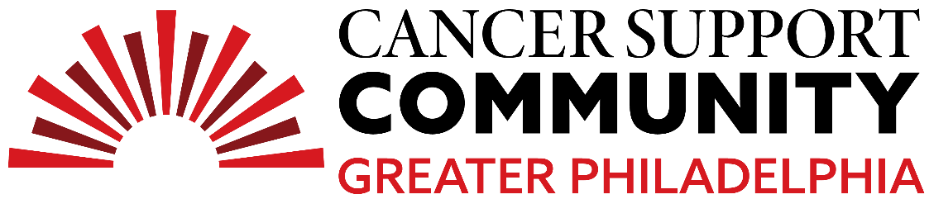 CANCER SUPPORT
COMMUNITY
GREATER PHILADELPHIA